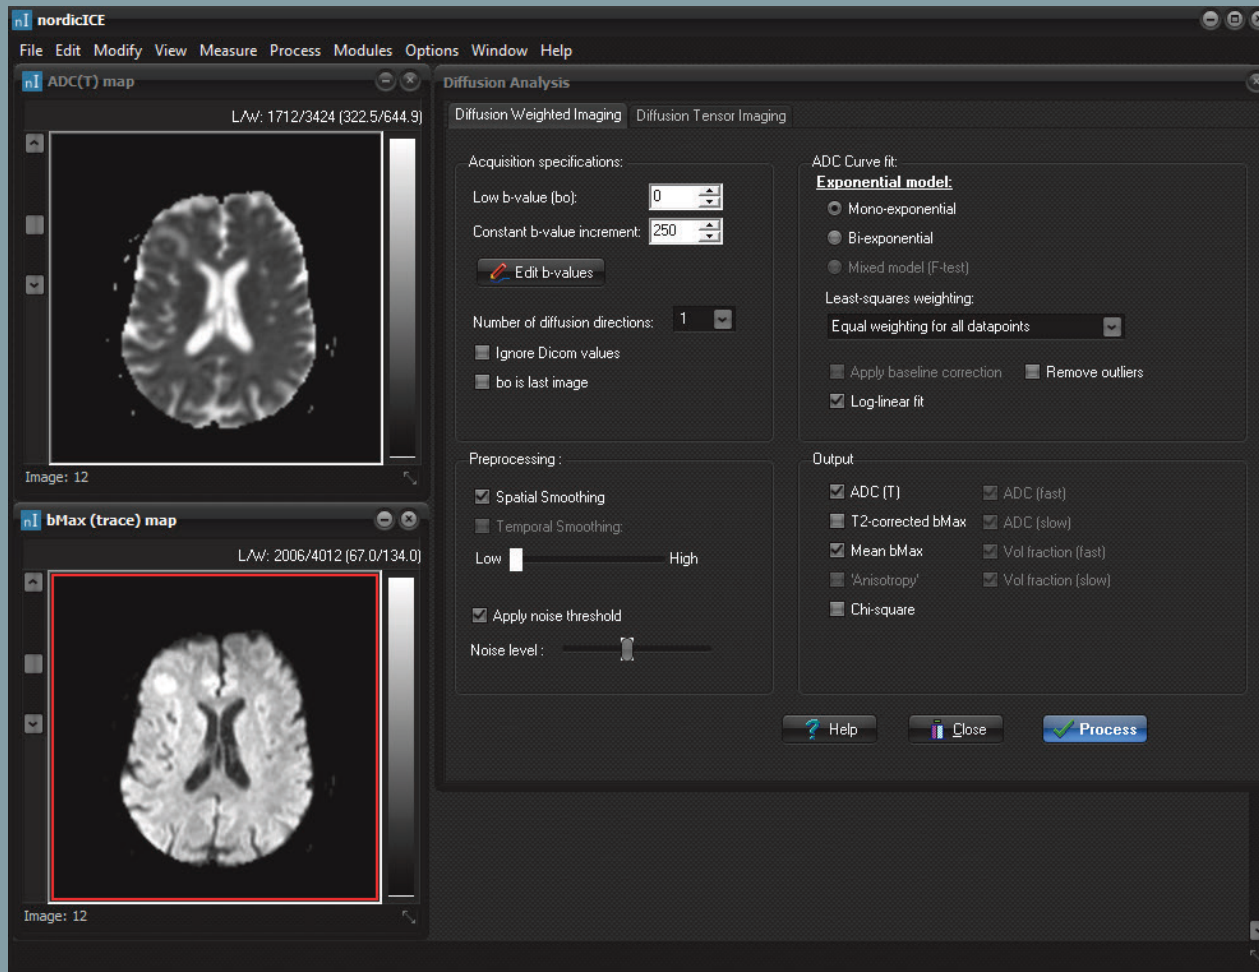 nI nordicICE
File Edit Modify View Measure Process Modules Options Window Help
nI ADC(T) map
L/W: 1712/3424 (322.5/644.9)
Image: 12
nI bMax (trace) map
L/W: 2006/4012 (67.0/134.0)
Image: 12
Diffusion Analysis
Diffusion Weighted Imaging Diffusion Tensor Imaging
Acquisition specifications:
Low b-value (bo): 0
Constant b-value increment: 250
Edit b-values
Number of diffusion directions: 1
Ignore Dicom values
bo is last image
ADC Curve fit:
Exponential model:
Mono-exponential
Bi-exponential
Mixed model (F-test)
Least-squares weighting:
Equal weighting for all datapoints
Apply baseline correction Remove outliers
Log-linear fit
Preprocessing :
Spatial Smoothing
Temporal Smoothing:
Low High
Apply noise threshold
Noise level :
Output
ADC (T) ADC (fast)
T2-corrected bMax ADC (slow)
Mean bMax Vol fraction (fast)
'Anisotropy' Vol fraction (slow)
Chi-square
? Help Close Process